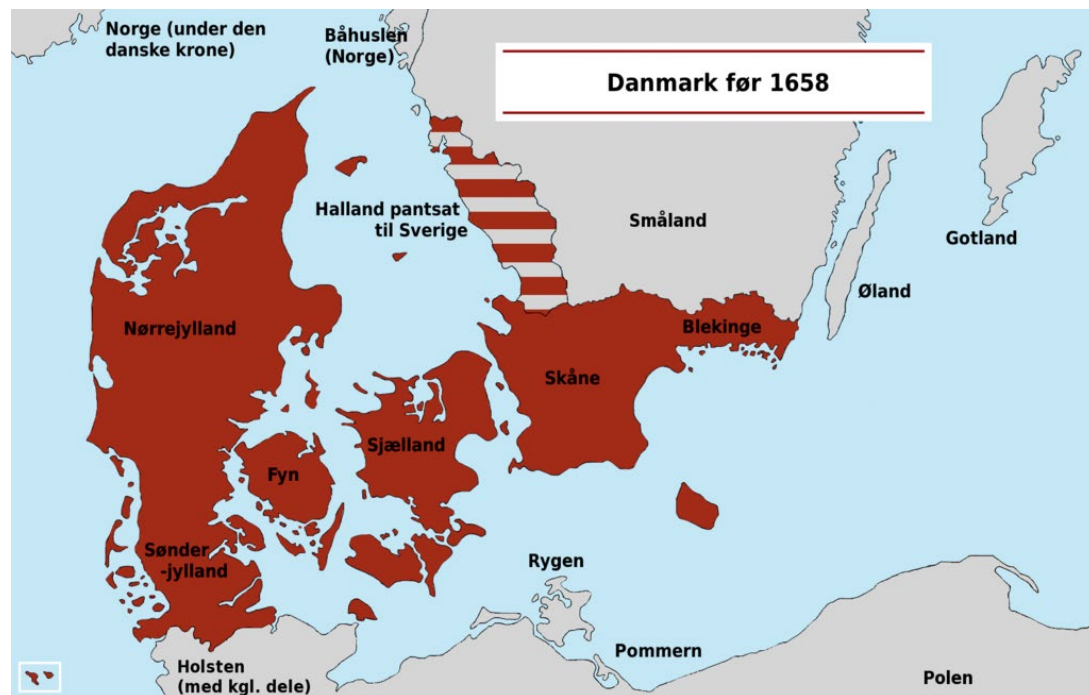 Norge (under den
danske krone)
Båhuslen
(Norge)
Danmark før 1658
Halland pantsat
til Sverige
Småland
Gotland
Øland
Nørrejylland
Blekinge
Skåne
Sjælland
Fyn
Sønder
-jylland
Rygen
Pommern
Holsten
(med kgl. dele)
Polen